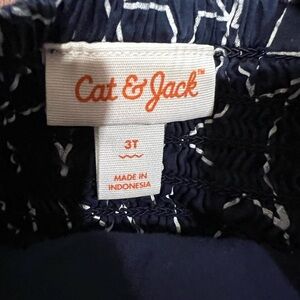 Cat & Jack™
3T
MADE IN
INDONESIA